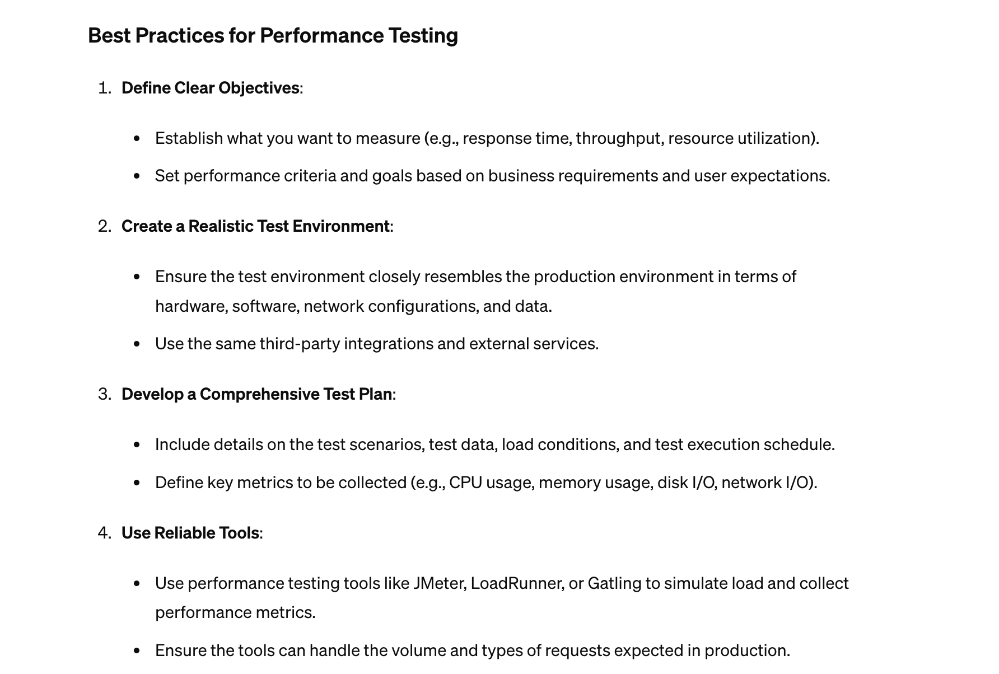 Best Practices for Performance Testing
1. Define Clear Objectives:
• Establish what you want to measure (e.g., response time, throughput, resource utilization).
• Set performance criteria and goals based on business requirements and user expectations.
2. Create a Realistic Test Environment:
• Ensure the test environment closely resembles the production environment in terms of
hardware, software, network configurations, and data.
• Use the same third-party integrations and external services.
3. Develop a Comprehensive Test Plan:
• Include details on the test scenarios, test data, load conditions, and test execution schedule.
• Define key metrics to be collected (e.g., CPU usage, memory usage, disk I/O, network I/O).
4. Use Reliable Tools:
• Use performance testing tools like JMeter, LoadRunner, or Gatling to simulate load and collect
performance metrics.
• Ensure the tools can handle the volume and types of requests expected in production.